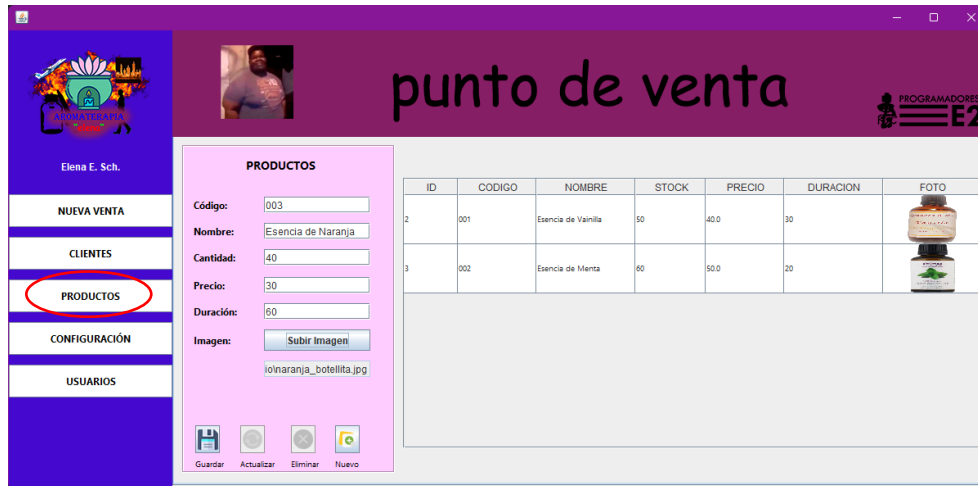 punto de venta
PROGRAMADORES
E2
AROMATERAPIA
Elena E. Sch.
NUEVA VENTA
CLIENTES
PRODUCTOS
CONFIGURACIÓN
USUARIOS
PRODUCTOS
Código: 003
Nombre: Esencia de Naranja
Cantidad: 40
Precio: 30
Duración: 60
Imagen: Subir Imagen
io\naranja_botellita.jpg
Guardar Actualizar Eliminar Nuevo
ID CODIGO NOMBRE STOCK PRECIO DURACION FOTO
2 001 Esencia de Vainilla 50 40.0 30
3 002 Esencia de Menta 60 50.0 20